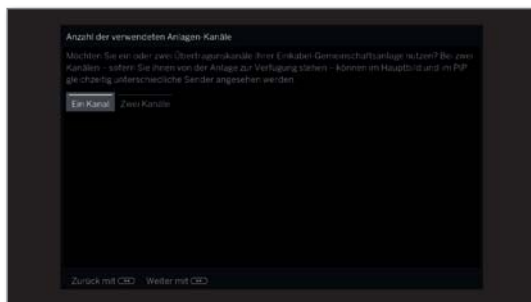 Anzahl der verwendeten Anlagen-Kanäle
Möchten Sie ein oder zwei Übertragunskanäle Ihrer Einkabel-Gemeinschaftsanlage nutzen? Bei zwei
Kanälen – sofern Sie Ihnen von der Anlage zur Verfügung stehen – können im Hauptbild und im PIP
gleichzeitig unterschiedliche Sender angesehen werden.
Ein Kanal Zwei Kanäle
Zurück mit Weiter mit